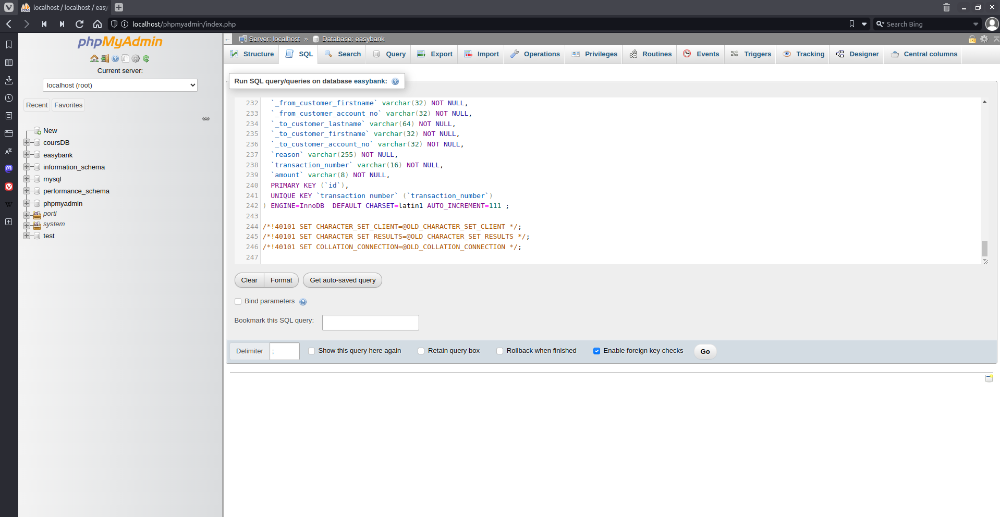 localhost / localhost / easy
localhost/phpmyadmin/index.php
Search Bing
phpMyAdmin
Current server:
localhost (root)
Recent
Favorites
New
coursDB
easybank
information_schema
mysql
performance_schema
phpmyadmin
porti
system
test
Server: localhost » Database: easybank
Structure SQL Search Query Export Import Operations Privileges Routines Events Triggers Tracking Designer Central columns
Run SQL query/queries on database easybank:
232 `_from_customer_firstname` varchar(32) NOT NULL,
233 `_from_customer_account_no` varchar(32) NOT NULL,
234 `_to_customer_lastname` varchar(64) NOT NULL,
235 `_to_customer_firstname` varchar(32) NOT NULL,
236 `_to_customer_account_no` varchar(32) NOT NULL,
237 `reason` varchar(255) NOT NULL,
238 `transaction_number` varchar(16) NOT NULL,
239 `amount` varchar(8) NOT NULL,
240 PRIMARY KEY (`id`),
241 UNIQUE KEY `transaction number` (`transaction_number`)
242 ) ENGINE=InnoDB  DEFAULT CHARSET=latin1 AUTO_INCREMENT=111 ;
243
244 /*!40101 SET CHARACTER_SET_CLIENT=@OLD_CHARACTER_SET_CLIENT */;
245 /*!40101 SET CHARACTER_SET_RESULTS=@OLD_CHARACTER_SET_RESULTS */;
246 /*!40101 SET COLLATION_CONNECTION=@OLD_COLLATION_CONNECTION */;
247
Clear Format Get auto-saved query
Bind parameters
Bookmark this SQL query:
Delimiter ; Show this query here again Retain query box Rollback when finished Enable foreign key checks Go